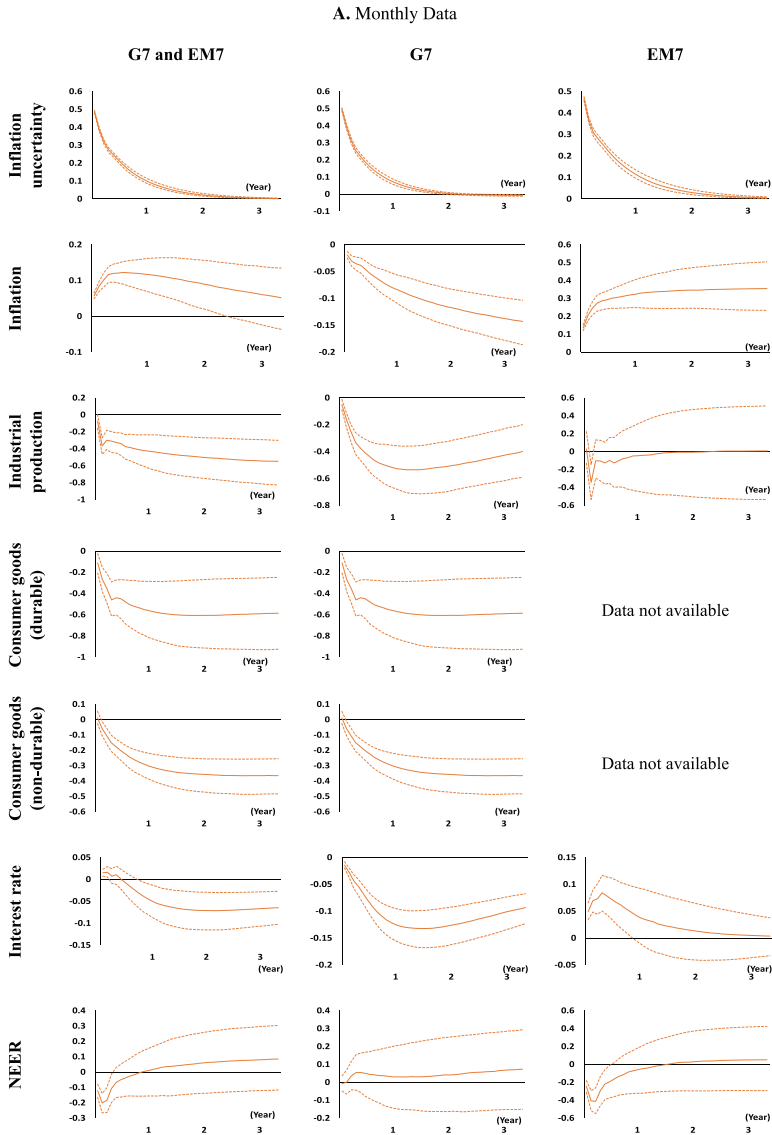 A. Monthly Data
G7 and EM7 G7 EM7
Inflation
uncertainty
0.6
0.5
0.4
0.3
0.2
0.1
0
(Year)
1 2 3
0.6
0.5
0.4
0.3
0.2
0.1
0
-0.1
(Year)
1 2 3
0.5
0.4
0.3
0.2
0.1
0
(Year)
1 2 3
Inflation
0.2
0.1
0
-0.1
(Year)
1 2 3
0
-0.05
-0.1
-0.15
-0.2
(Year)
1 2 3
0.6
0.5
0.4
0.3
0.2
0.1
0
(Year)
1 2 3
Industrial
production
0.2
0
-0.2
-0.4
-0.6
-0.8
-1
(Year)
1 2 3
0
-0.2
-0.4
-0.6
-0.8
(Year)
1 2 3
0.6
0.4
0.2
0
-0.2
-0.4
-0.6
(Year)
1 2 3
Consumer goods
(durable)
0
-0.2
-0.4
-0.6
-0.8
-1
(Year)
1 2 3
0
-0.2
-0.4
-0.6
-0.8
-1
(Year)
1 2 3
Data not available
Consumer goods
(non-durable)
0.1
0
-0.1
-0.2
-0.3
-0.4
-0.5
-0.6
(Year)
1 2 3
0.1
0
-0.1
-0.2
-0.3
-0.4
-0.5
-0.6
(Year)
1 2 3
Data not available
Interest rate
0.05
0
-0.05
-0.1
-0.15
1 2 3
(Year)
0
-0.05
-0.1
-0.15
-0.2
(Year)
1 2 3
0.15
0.1
0.05
0
-0.05
(Year)
1 2 3
NEER
0.4
0.3
0.2
0.1
0
-0.1
-0.2
-0.3
(Year)
1 2 3
0.4
0.3
0.2
0.1
0
-0.1
-0.2
(Year)
1 2 3
0.6
0.4
0.2
0
-0.2
-0.4
-0.6
(Year)
1 2 3